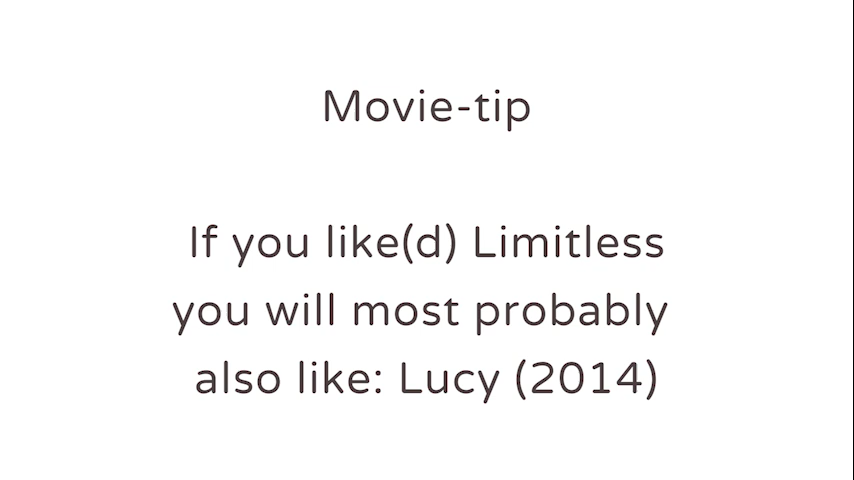 Movie-tip
If you like(d) Limitless
you will most probably
also like: Lucy (2014)